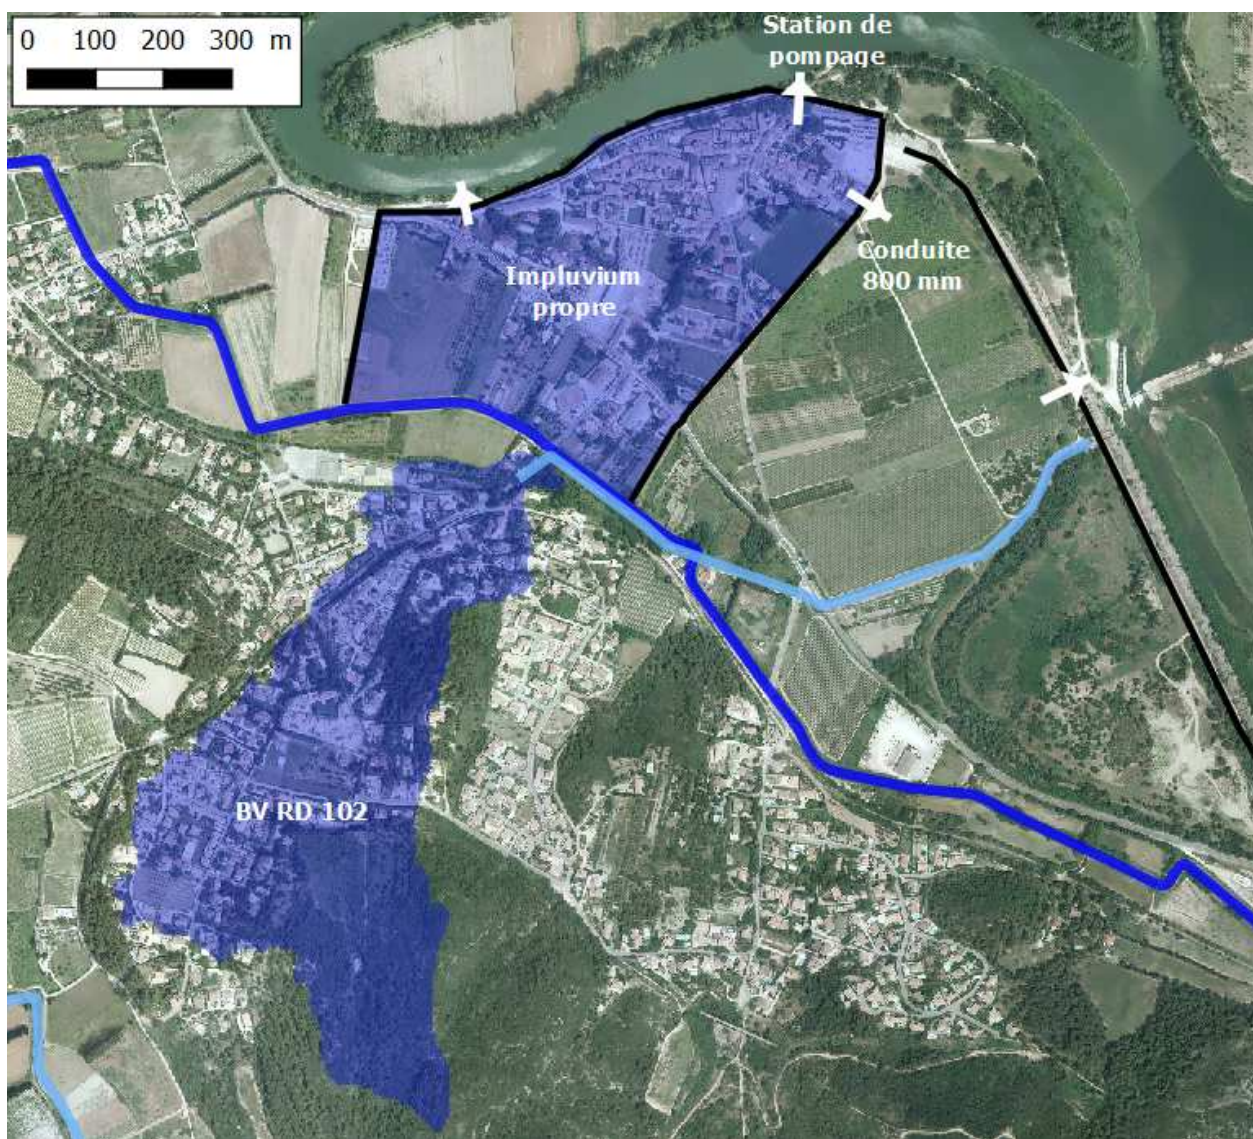 0 100 200 300 m
Station de
pompage
Impluvium
propre
Conduite
800 mm
BV RD 102